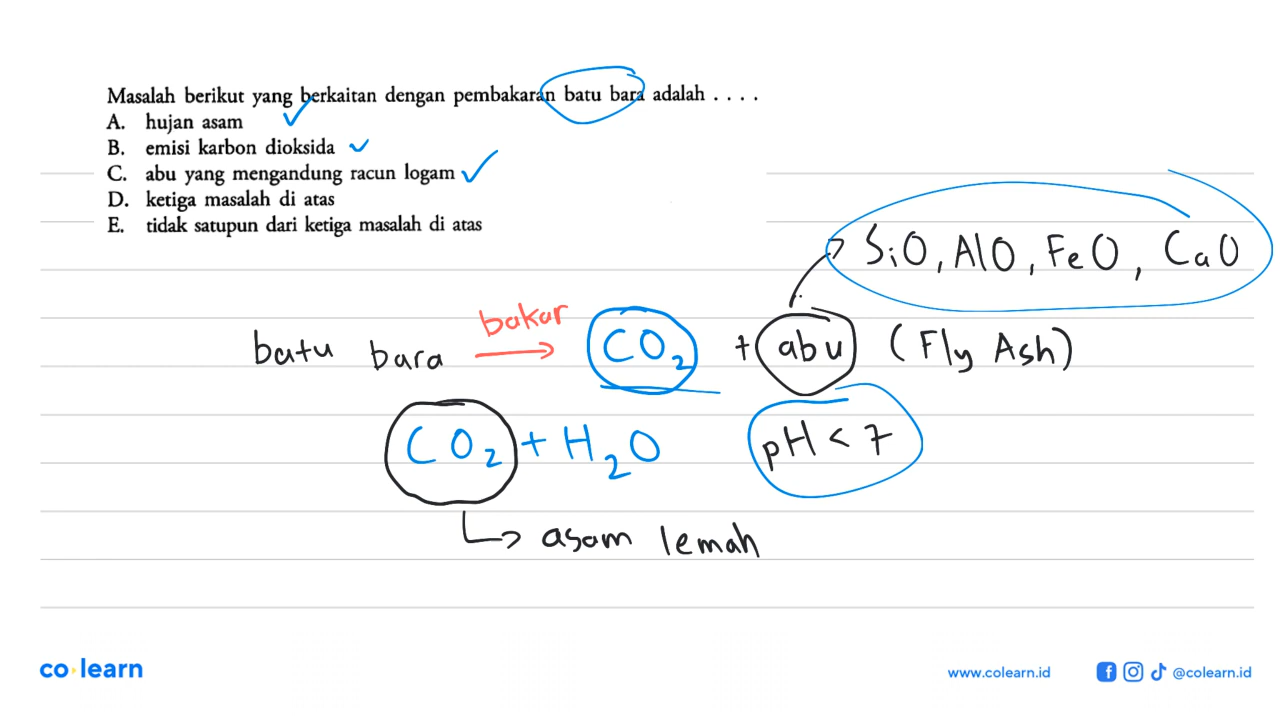 Masalah berikut yang berkaitan dengan pembakaran batu bara adalah . . . .
A. hujan asam
B. emisi karbon dioksida
C. abu yang mengandung racun logam
D. ketiga masalah di atas
E. tidak satupun dari ketiga masalah di atas
SiO, AlO, FeO, CaO
batu bara bakar → CO₂ + abu (Fly Ash)
CO₂ + H₂O pH < 7
↳ asam lemah
co learn
www.colearn.id @colearn.id